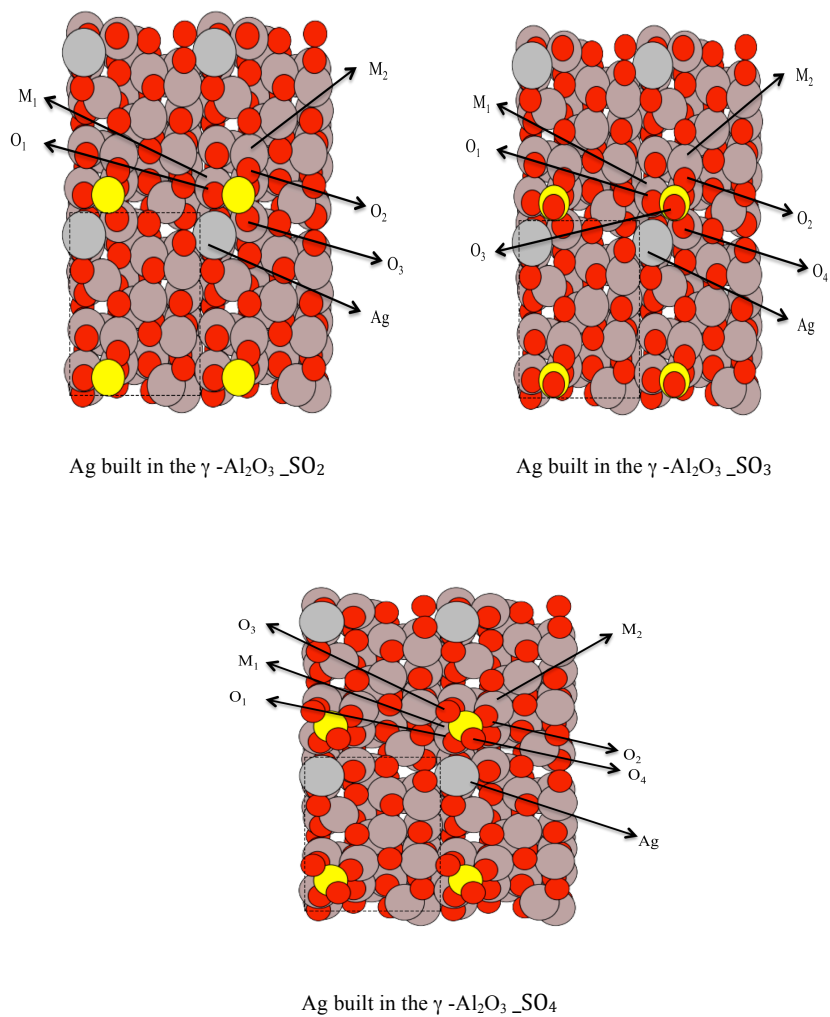 M₁
M₂
O₁
O₂
O₃
Ag
Ag built in the γ -Al₂O₃ _SO₂
M₁
M₂
O₁
O₂
O₃
O₄
Ag
Ag built in the γ -Al₂O₃ _SO₃
O₃
M₂
M₁
O₁
O₂
O₄
Ag
Ag built in the γ -Al₂O₃ _SO₄